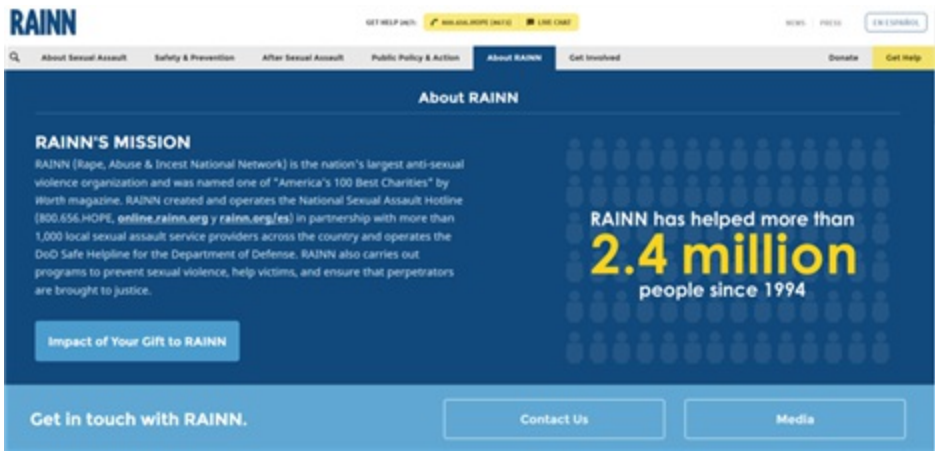 RAINN
GET HELP 24/7: 800.656.HOPE (4673) LIVE CHAT
NEWS PRESS EN ESPAÑOL
About Sexual Assault Safety & Prevention After Sexual Assault Public Policy & Action About RAINN Get Involved Donate Get Help
About RAINN
RAINN'S MISSION
RAINN (Rape, Abuse & Incest National Network) is the nation's largest anti-sexual
violence organization and was named one of "America's 100 Best Charities" by
Worth magazine. RAINN created and operates the National Sexual Assault Hotline
(800.656.HOPE, online.rainn.org y rainn.org/es) in partnership with more than
1,000 local sexual assault service providers across the country and operates the
DoD Safe Helpline for the Department of Defense. RAINN also carries out
programs to prevent sexual violence, help victims, and ensure that perpetrators
are brought to justice.
Impact of Your Gift to RAINN
RAINN has helped more than
2.4 million
people since 1994
Get in touch with RAINN.
Contact Us
Media